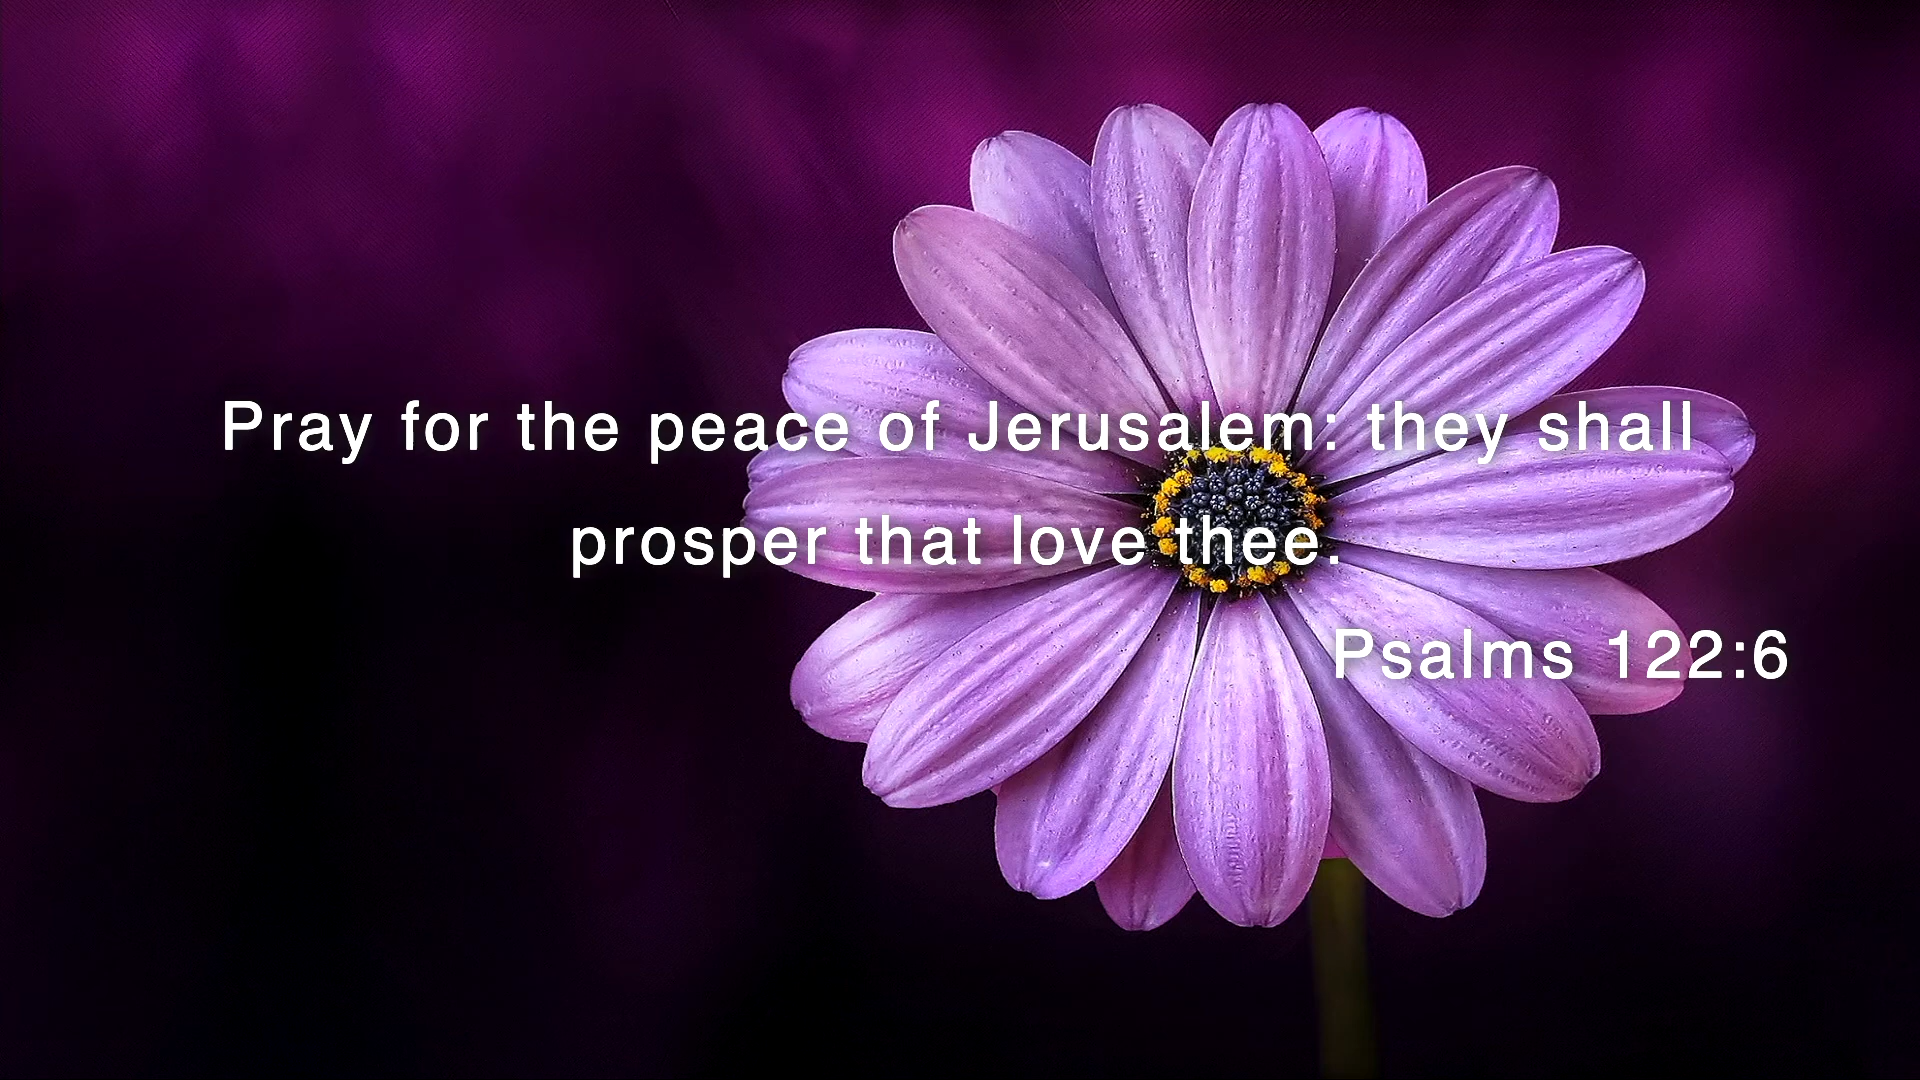 Pray for the peace of Jerusalem: they shall
prosper that love thee.
Psalms 122:6